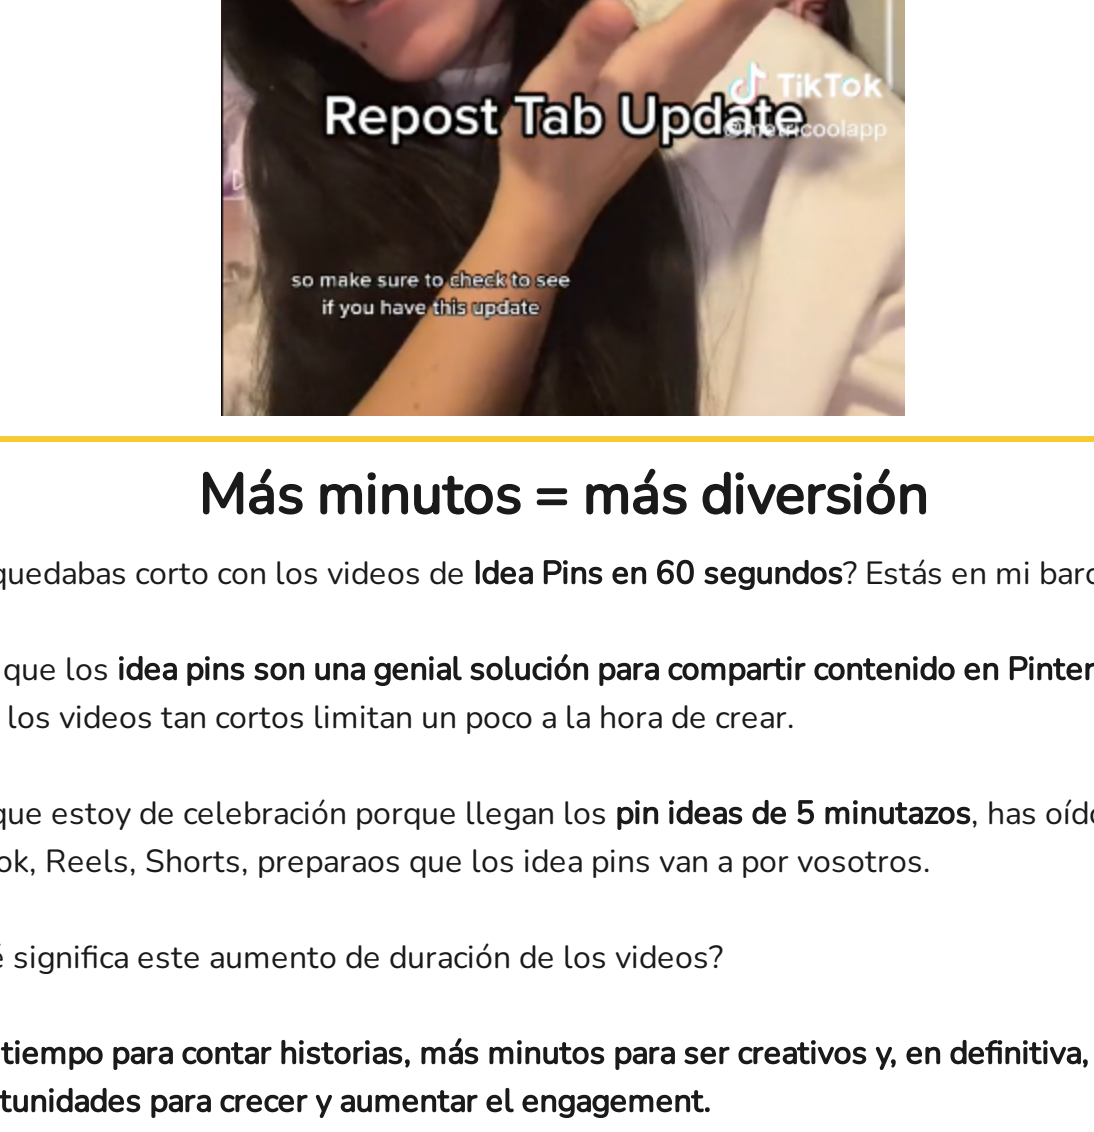 TikTok
Repost Tab Update
@metricoolapp
so make sure to check to see
if you have this update
Más minutos = más diversión
quedabas corto con los videos de Idea Pins en 60 segundos? Estás en mi
que los idea pins son una genial solución para compartir contenido en
los videos tan cortos limitan un poco a la hora de crear.
que estoy de celebración porque llegan los pin ideas de 5 minutazos, has
Reels, Shorts, preparaos que los idea pins van a por vosotros.
significa este aumento de duración de los videos?
tiempo para contar historias, más minutos para ser creativos y, en definitiva,
para crecer y aumentar el engagement.